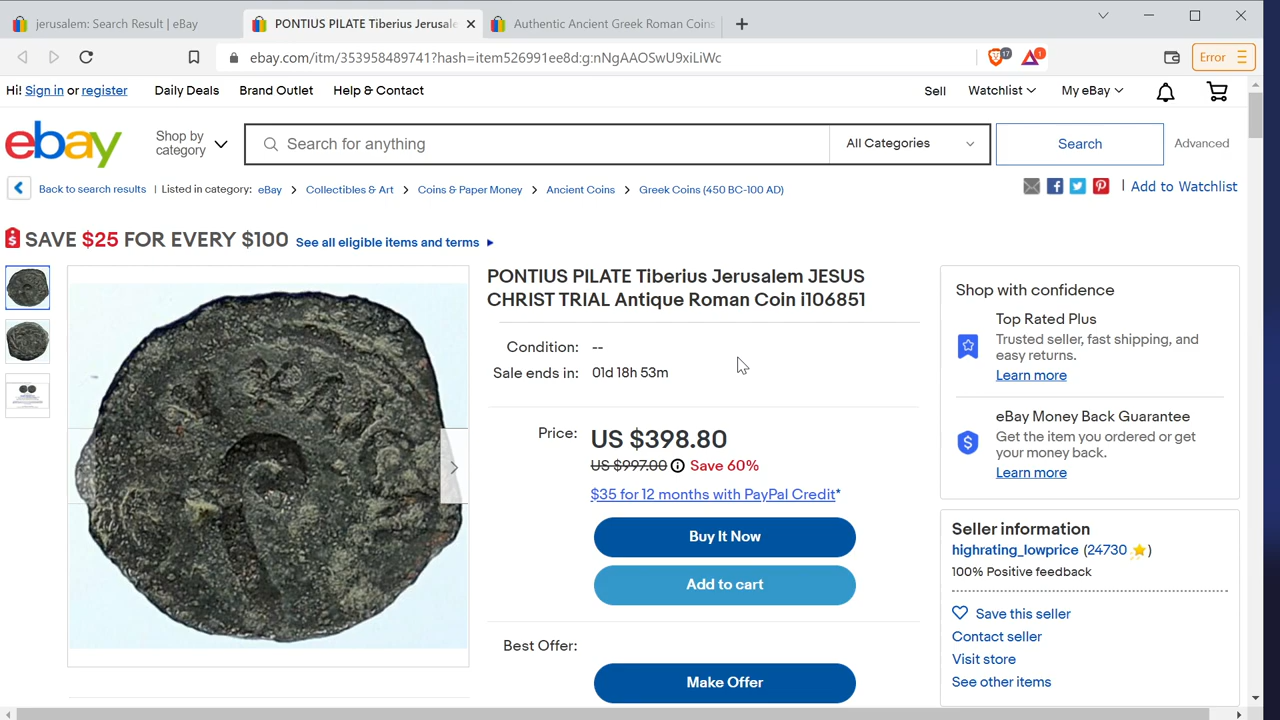 jerusalem: Search Result | eBay
PONTIUS PILATE Tiberius Jerusale
Authentic Ancient Greek Roman Coins
ebay.com/itm/353958489741?hash=item526991ee8d:g:nNgAAOSwU9xiLiWc
17
1
Error
Hi! Sign in or register
Daily Deals
Brand Outlet
Help & Contact
Sell
Watchlist
My eBay
ebay
Shop by
category
Search for anything
All Categories
Search
Advanced
Back to search results | Listed in category: eBay > Collectibles & Art > Coins & Paper Money > Ancient Coins > Greek Coins (450 BC-100 AD)
| Add to Watchlist
SAVE $25 FOR EVERY $100 See all eligible items and terms ►
PONTIUS PILATE Tiberius Jerusalem JESUS
CHRIST TRIAL Antique Roman Coin i106851
Condition: --
Sale ends in: 01d 18h 53m
Price: US $398.80
US $997.00 Save 60%
$35 for 12 months with PayPal Credit*
Buy It Now
Add to cart
Best Offer:
Make Offer
Shop with confidence
Top Rated Plus
Trusted seller, fast shipping, and
easy returns.
Learn more
eBay Money Back Guarantee
Get the item you ordered or get
your money back.
Learn more
Seller information
highrating_lowprice (24730)
100% Positive feedback
Save this seller
Contact seller
Visit store
See other items